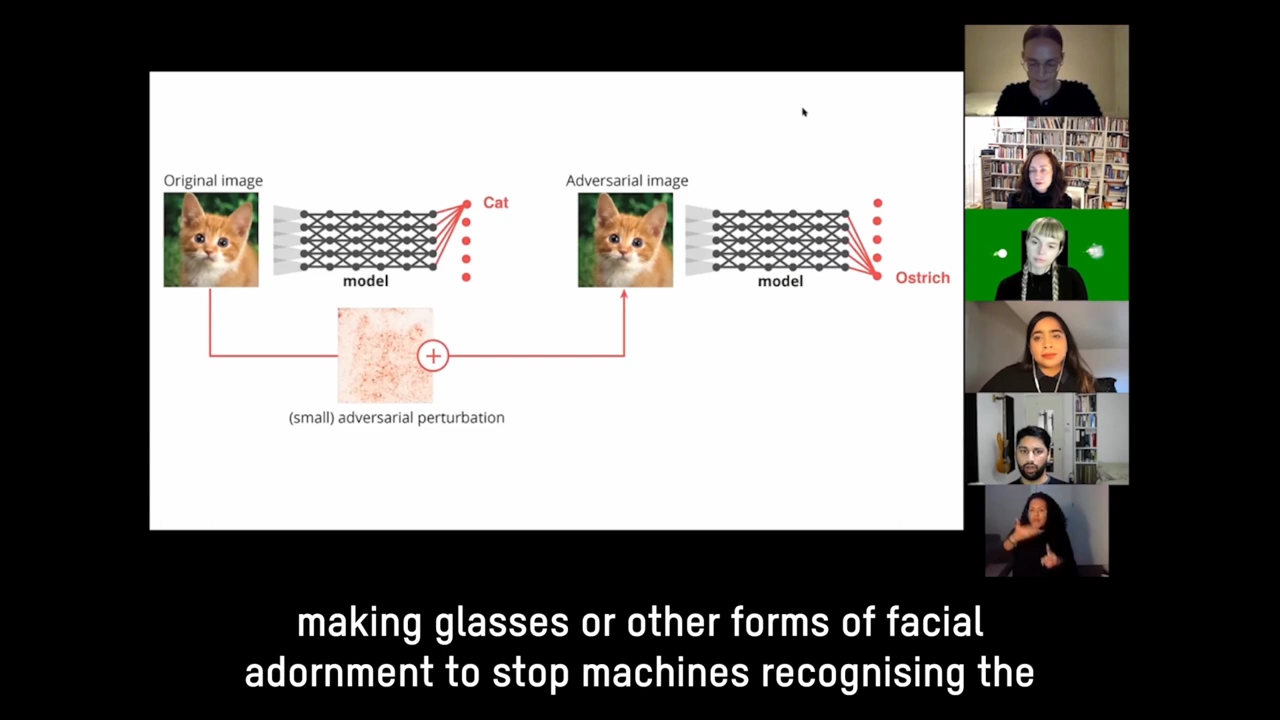 Original image
Cat
model
(small) adversarial perturbation
Adversarial image
model
Ostrich
making glasses or other forms of facial
adornment to stop machines recognising the